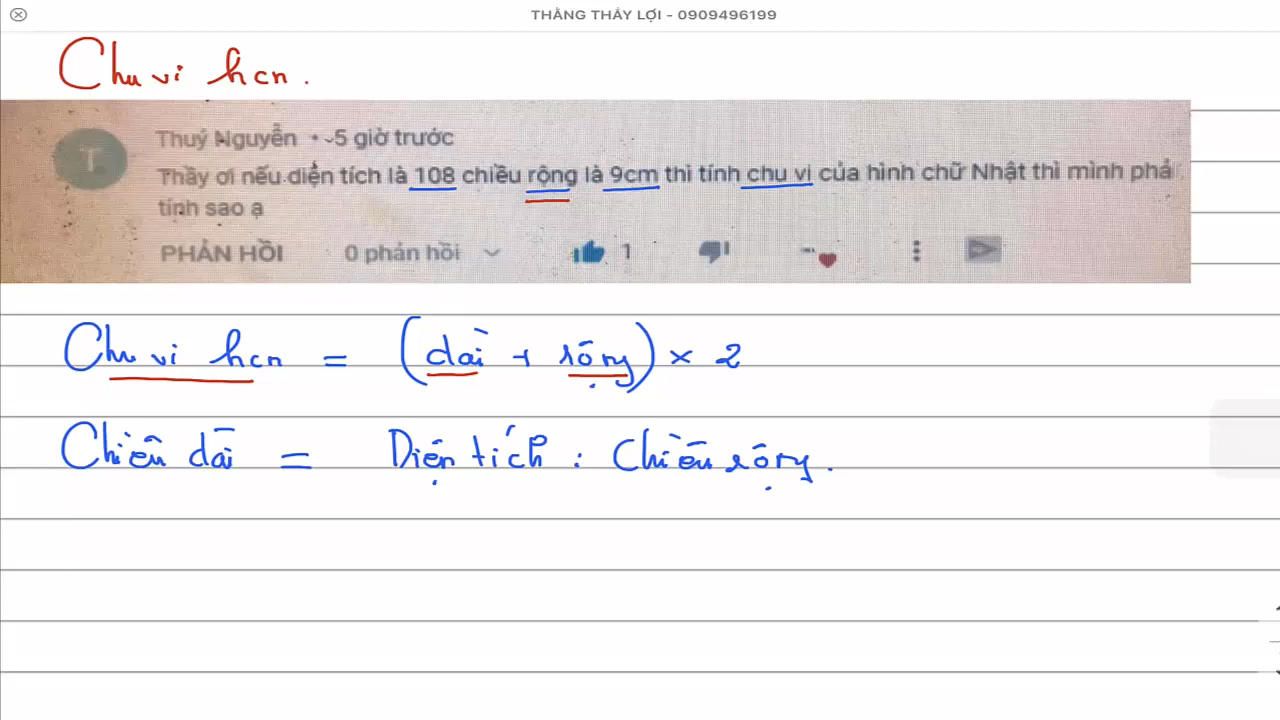 THẰNG THẦY LỢI - 0909496199
Chu vi hcn.
Thuý Nguyễn • ~5 giờ trước
T
Thầy ơi nếu diện tích là 108 chiều rộng là 9cm thì tính chu vi của hình chữ Nhật thì mình phải
tính sao ạ
PHẢN HỒI 0 phản hồi 1
Chu vi hcn = (dài + rộng) × 2
Chiều dài = Diện tích : Chiều rộng.